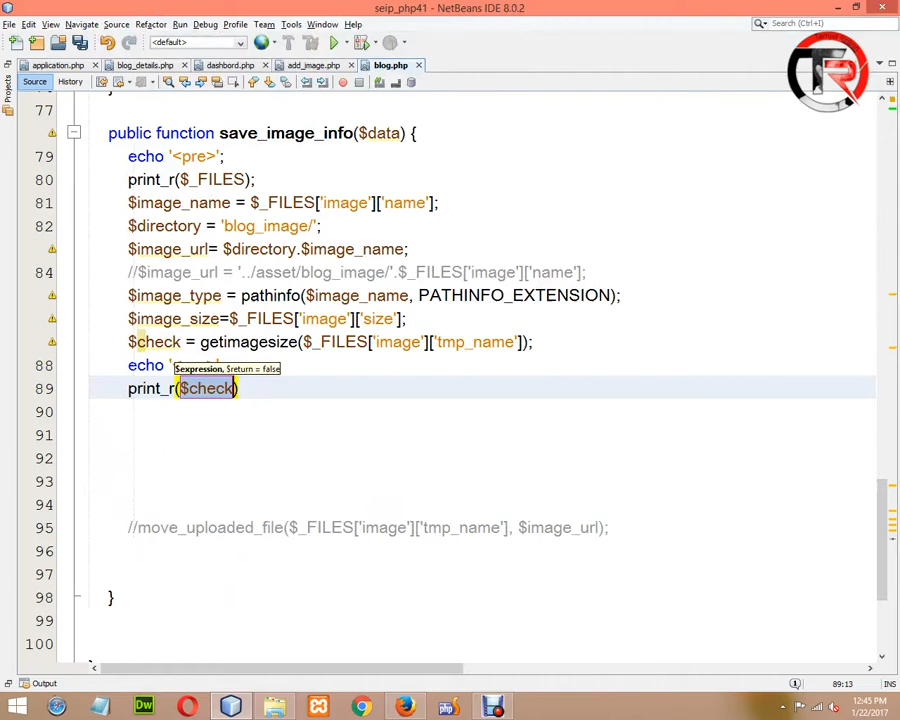 seip_php41 - NetBeans IDE 8.0.2
File Edit View Navigate Source Refactor Run Debug Profile Team Tools Window Help
<default> Search (Ctrl+I)
application.php blog_details.php dashbord.php add_image.php blog.php
Source History
Projects
TR
77
public function save_image_info($data) {
79 echo '<pre>';
80 print_r($_FILES);
81 $image_name = $_FILES['image']['name'];
82 $directory = 'blog_image/';
$image_url= $directory.$image_name;
84 //$image_url = '../asset/blog_image/'.$_FILES['image']['name'];
$image_type = pathinfo($image_name, PATHINFO_EXTENSION);
$image_size=$_FILES['image']['size'];
$check = getimagesize($_FILES['image']['tmp_name']);
88 echo
$expression, $return = false
89 print_r($check)
90
91
92
93
94
95 //move_uploaded_file($_FILES['image']['tmp_name'], $image_url);
96
97
98 }
99
100
Output 89:13 INS
Dw php
12:45 PM
1/22/2017